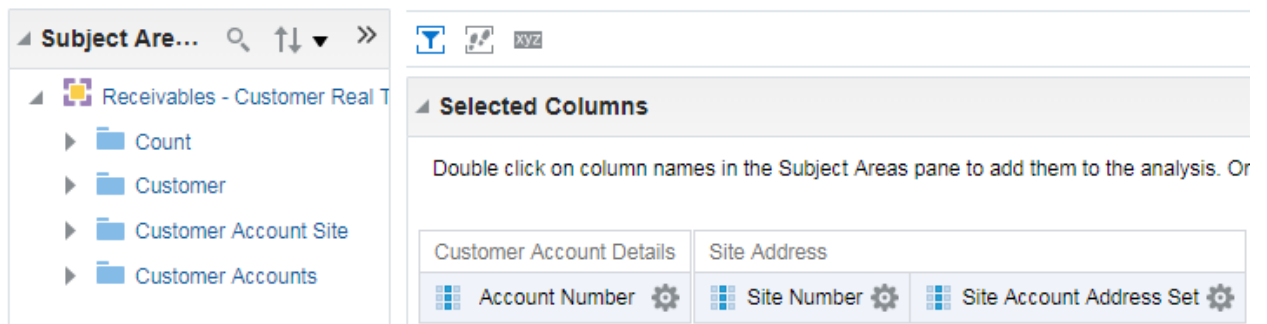 Subject Are...
Receivables - Customer Real T
Count
Customer
Customer Account Site
Customer Accounts
xyz
Selected Columns
Double click on column names in the Subject Areas pane to add them to the analysis. Or
Customer Account Details Site Address
Account Number Site Number Site Account Address Set